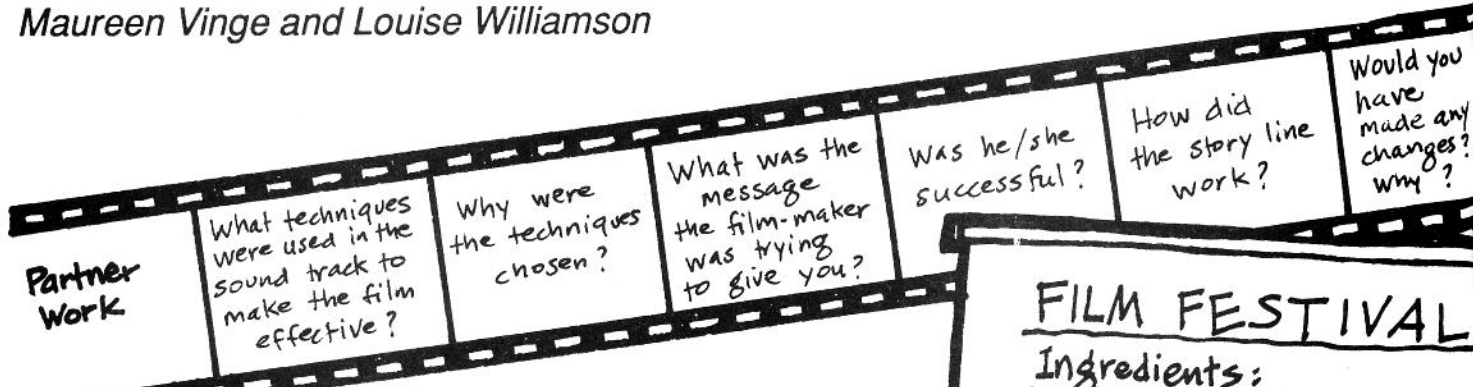 Maureen Vinge and Louise Williamson
Partner
Work
What techniques
were used in the
sound track to
make the film
effective?
Why were
the techniques
chosen?
What was the
message
the film-maker
was trying
to give you?
Was he/she
successful?
How did
the story line
work?
Would you
have
made any
changes?
Why?
FILM FESTIVAL
Ingredients: